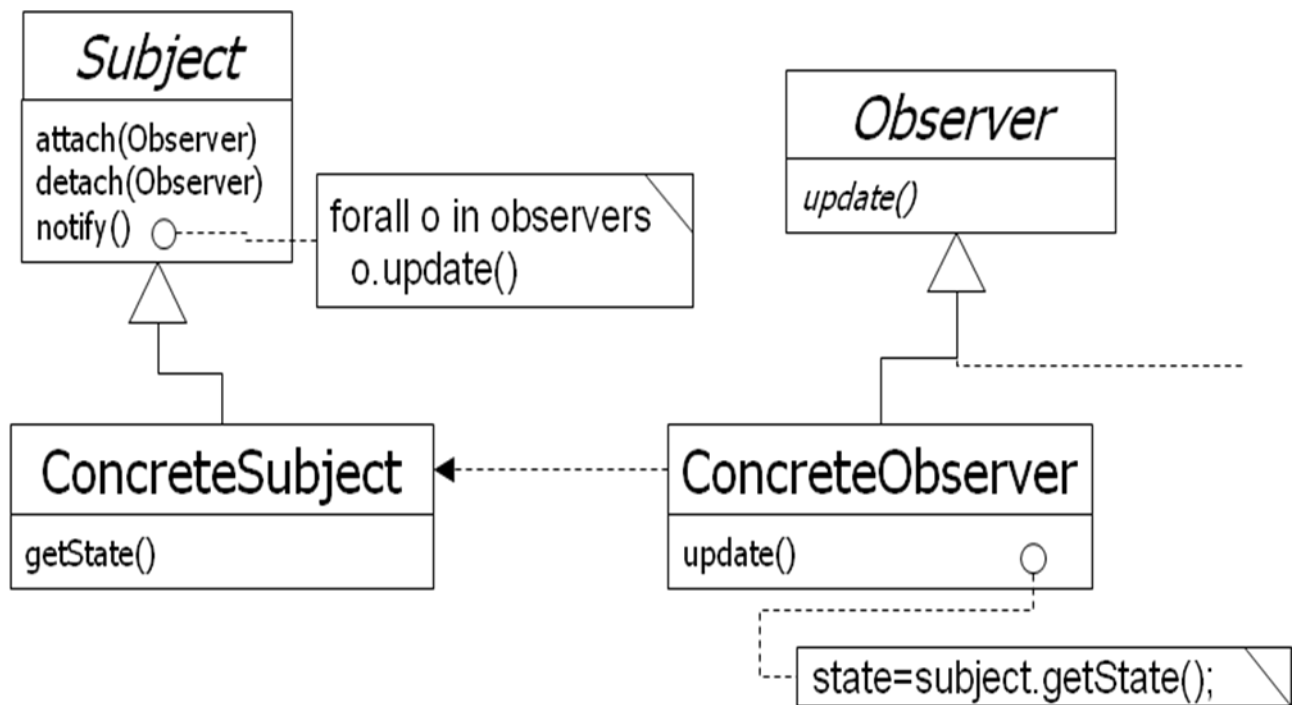 Subject
attach(Observer)
detach(Observer)
notify()
forall o in observers
o.update()
Observer
update()
ConcreteSubject
getState()
ConcreteObserver
update()
state=subject.getState();